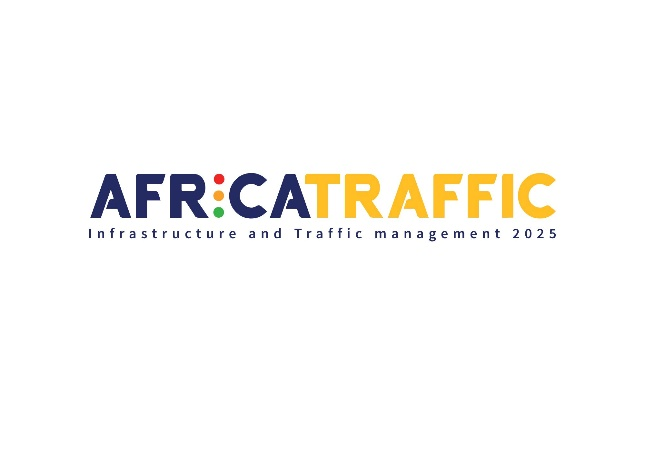 AFRICATRAFFIC
Infrastructure and Traffic management 2025